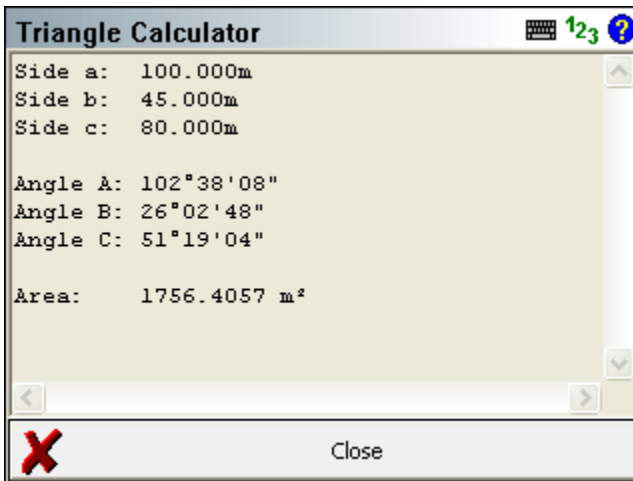 Triangle Calculator 123 ?
Side a: 100.000m
Side b: 45.000m
Side c: 80.000m
Angle A: 102°38'08"
Angle B: 26°02'48"
Angle C: 51°19'04"
Area: 1756.4057 m²
Close